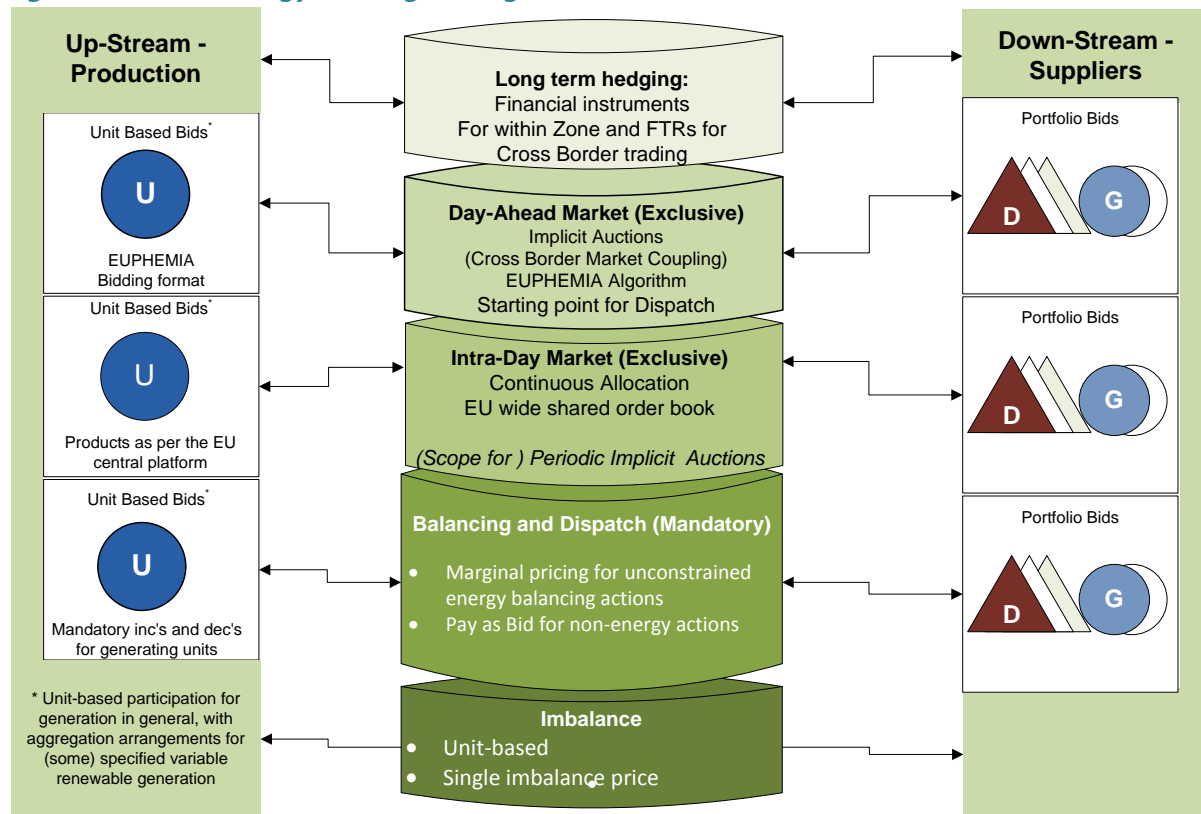 Up-Stream -
Production
Unit Based Bids*
U
EUPHEMIA
Bidding format
Unit Based Bids*
U
Products as per the EU
central platform
Unit Based Bids*
U
Mandatory inc's and dec's
for generating units
* Unit-based participation for
generation in general, with
aggregation arrangements for
(some) specified variable
renewable generation
Long term hedging:
Financial instruments
For within Zone and FTRs for
Cross Border trading
Day-Ahead Market (Exclusive)
Implicit Auctions
(Cross Border Market Coupling)
EUPHEMIA Algorithm
Starting point for Dispatch
Intra-Day Market (Exclusive)
Continuous Allocation
EU wide shared order book
(Scope for ) Periodic Implicit Auctions
Balancing and Dispatch (Mandatory)
• Marginal pricing for unconstrained
energy balancing actions
• Pay as Bid for non-energy actions
Imbalance
• Unit-based
• Single imbalance price
Down-Stream -
Suppliers
Portfolio Bids
D
G
Portfolio Bids
D
G
Portfolio Bids
D
G